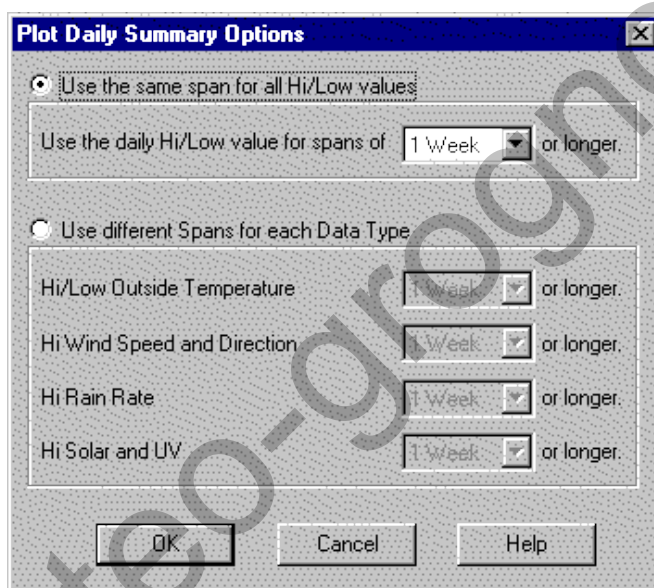 Plot Daily Summary Options
Use the same span for all Hi/Low values
Use the daily Hi/Low value for spans of 1 Week or longer.
Use different Spans for each Data Type
Hi/Low Outside Temperature 1 Week or longer.
Hi Wind Speed and Direction 1 Week or longer.
Hi Rain Rate 1 Week or longer.
Hi Solar and UV 1 Week or longer.
OK Cancel Help
teo-grogno